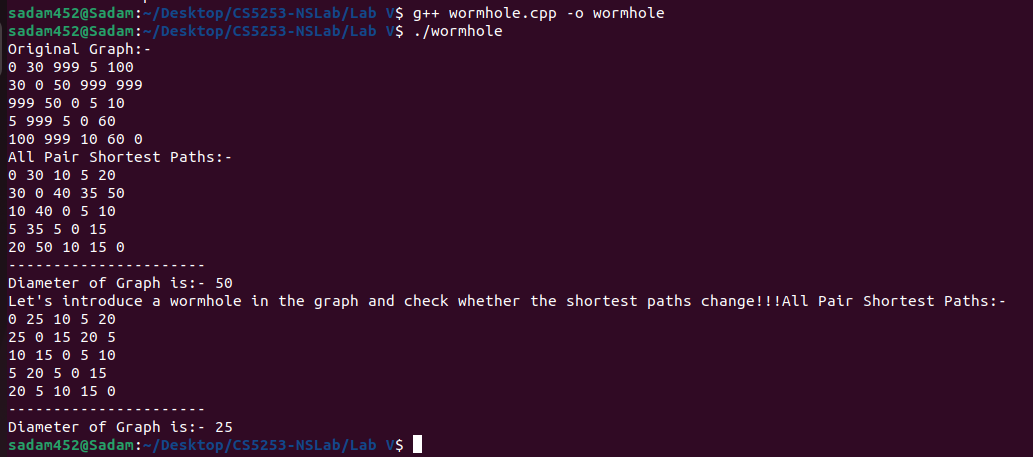 sadam452@Sadam:~/Desktop/CS5253-NSLab/Lab V$ g++ wormhole.cpp -o wormhole
sadam452@Sadam:~/Desktop/CS5253-NSLab/Lab V$ ./wormhole
Original Graph:-
0 30 999 5 100
30 0 50 999 999
999 50 0 5 10
5 999 5 0 60
100 999 10 60 0
All Pair Shortest Paths:-
0 30 10 5 20
30 0 40 35 50
10 40 0 5 10
5 35 5 0 15
20 50 10 15 0
----------------------
Diameter of Graph is:- 50
Let's introduce a wormhole in the graph and check whether the shortest paths change!!!All Pair Shortest Paths:-
0 25 10 5 20
25 0 15 20 5
10 15 0 5 10
5 20 5 0 15
20 5 10 15 0
----------------------
Diameter of Graph is:- 25
sadam452@Sadam:~/Desktop/CS5253-NSLab/Lab V$